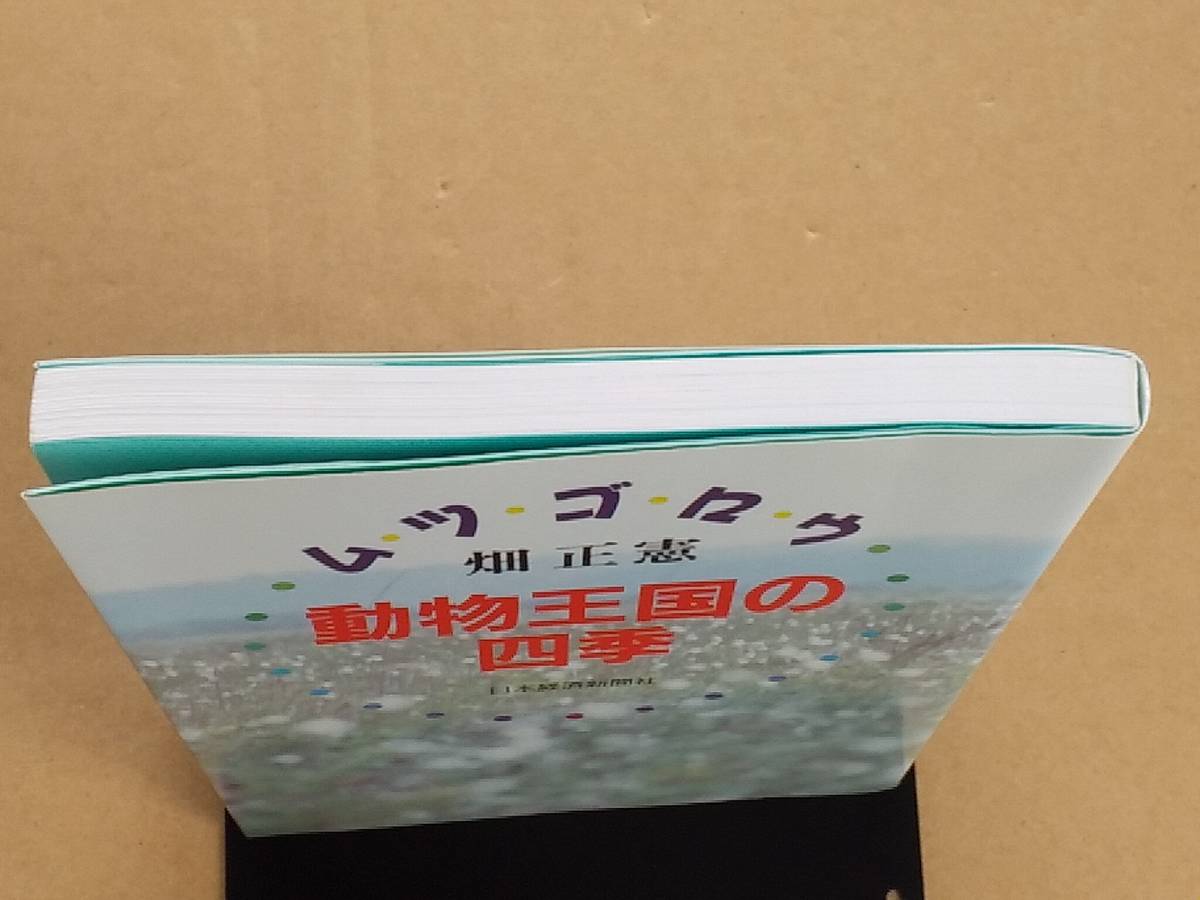 ム・ツ・ゴ・ロ・ウ
畑正憲
動物王国の
四季
日本経済新聞社